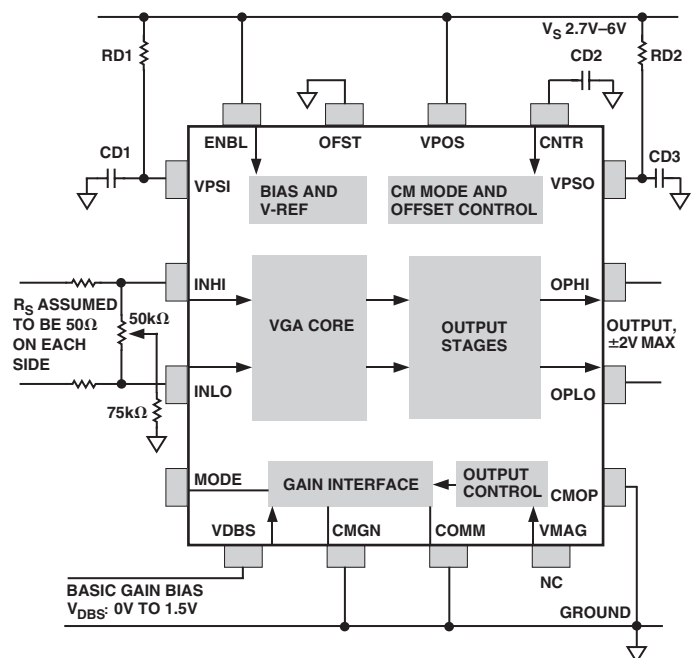 V_S 2.7V–6V
RD1
CD2
RD2
ENBL
OFST
VPOS
CNTR
CD1
CD3
VPSI
BIAS AND
V-REF
CM MODE AND
OFFSET CONTROL
VPSO
INHI
OPHI
R_S ASSUMED
TO BE 50Ω
ON EACH
SIDE
50kΩ
VGA CORE
OUTPUT
STAGES
OUTPUT,
±2V MAX
INLO
OPLO
75kΩ
MODE
GAIN INTERFACE
OUTPUT
CONTROL
CMOP
VDBS
CMGN
COMM
VMAG
NC
BASIC GAIN BIAS
V_DBS: 0V TO 1.5V
GROUND